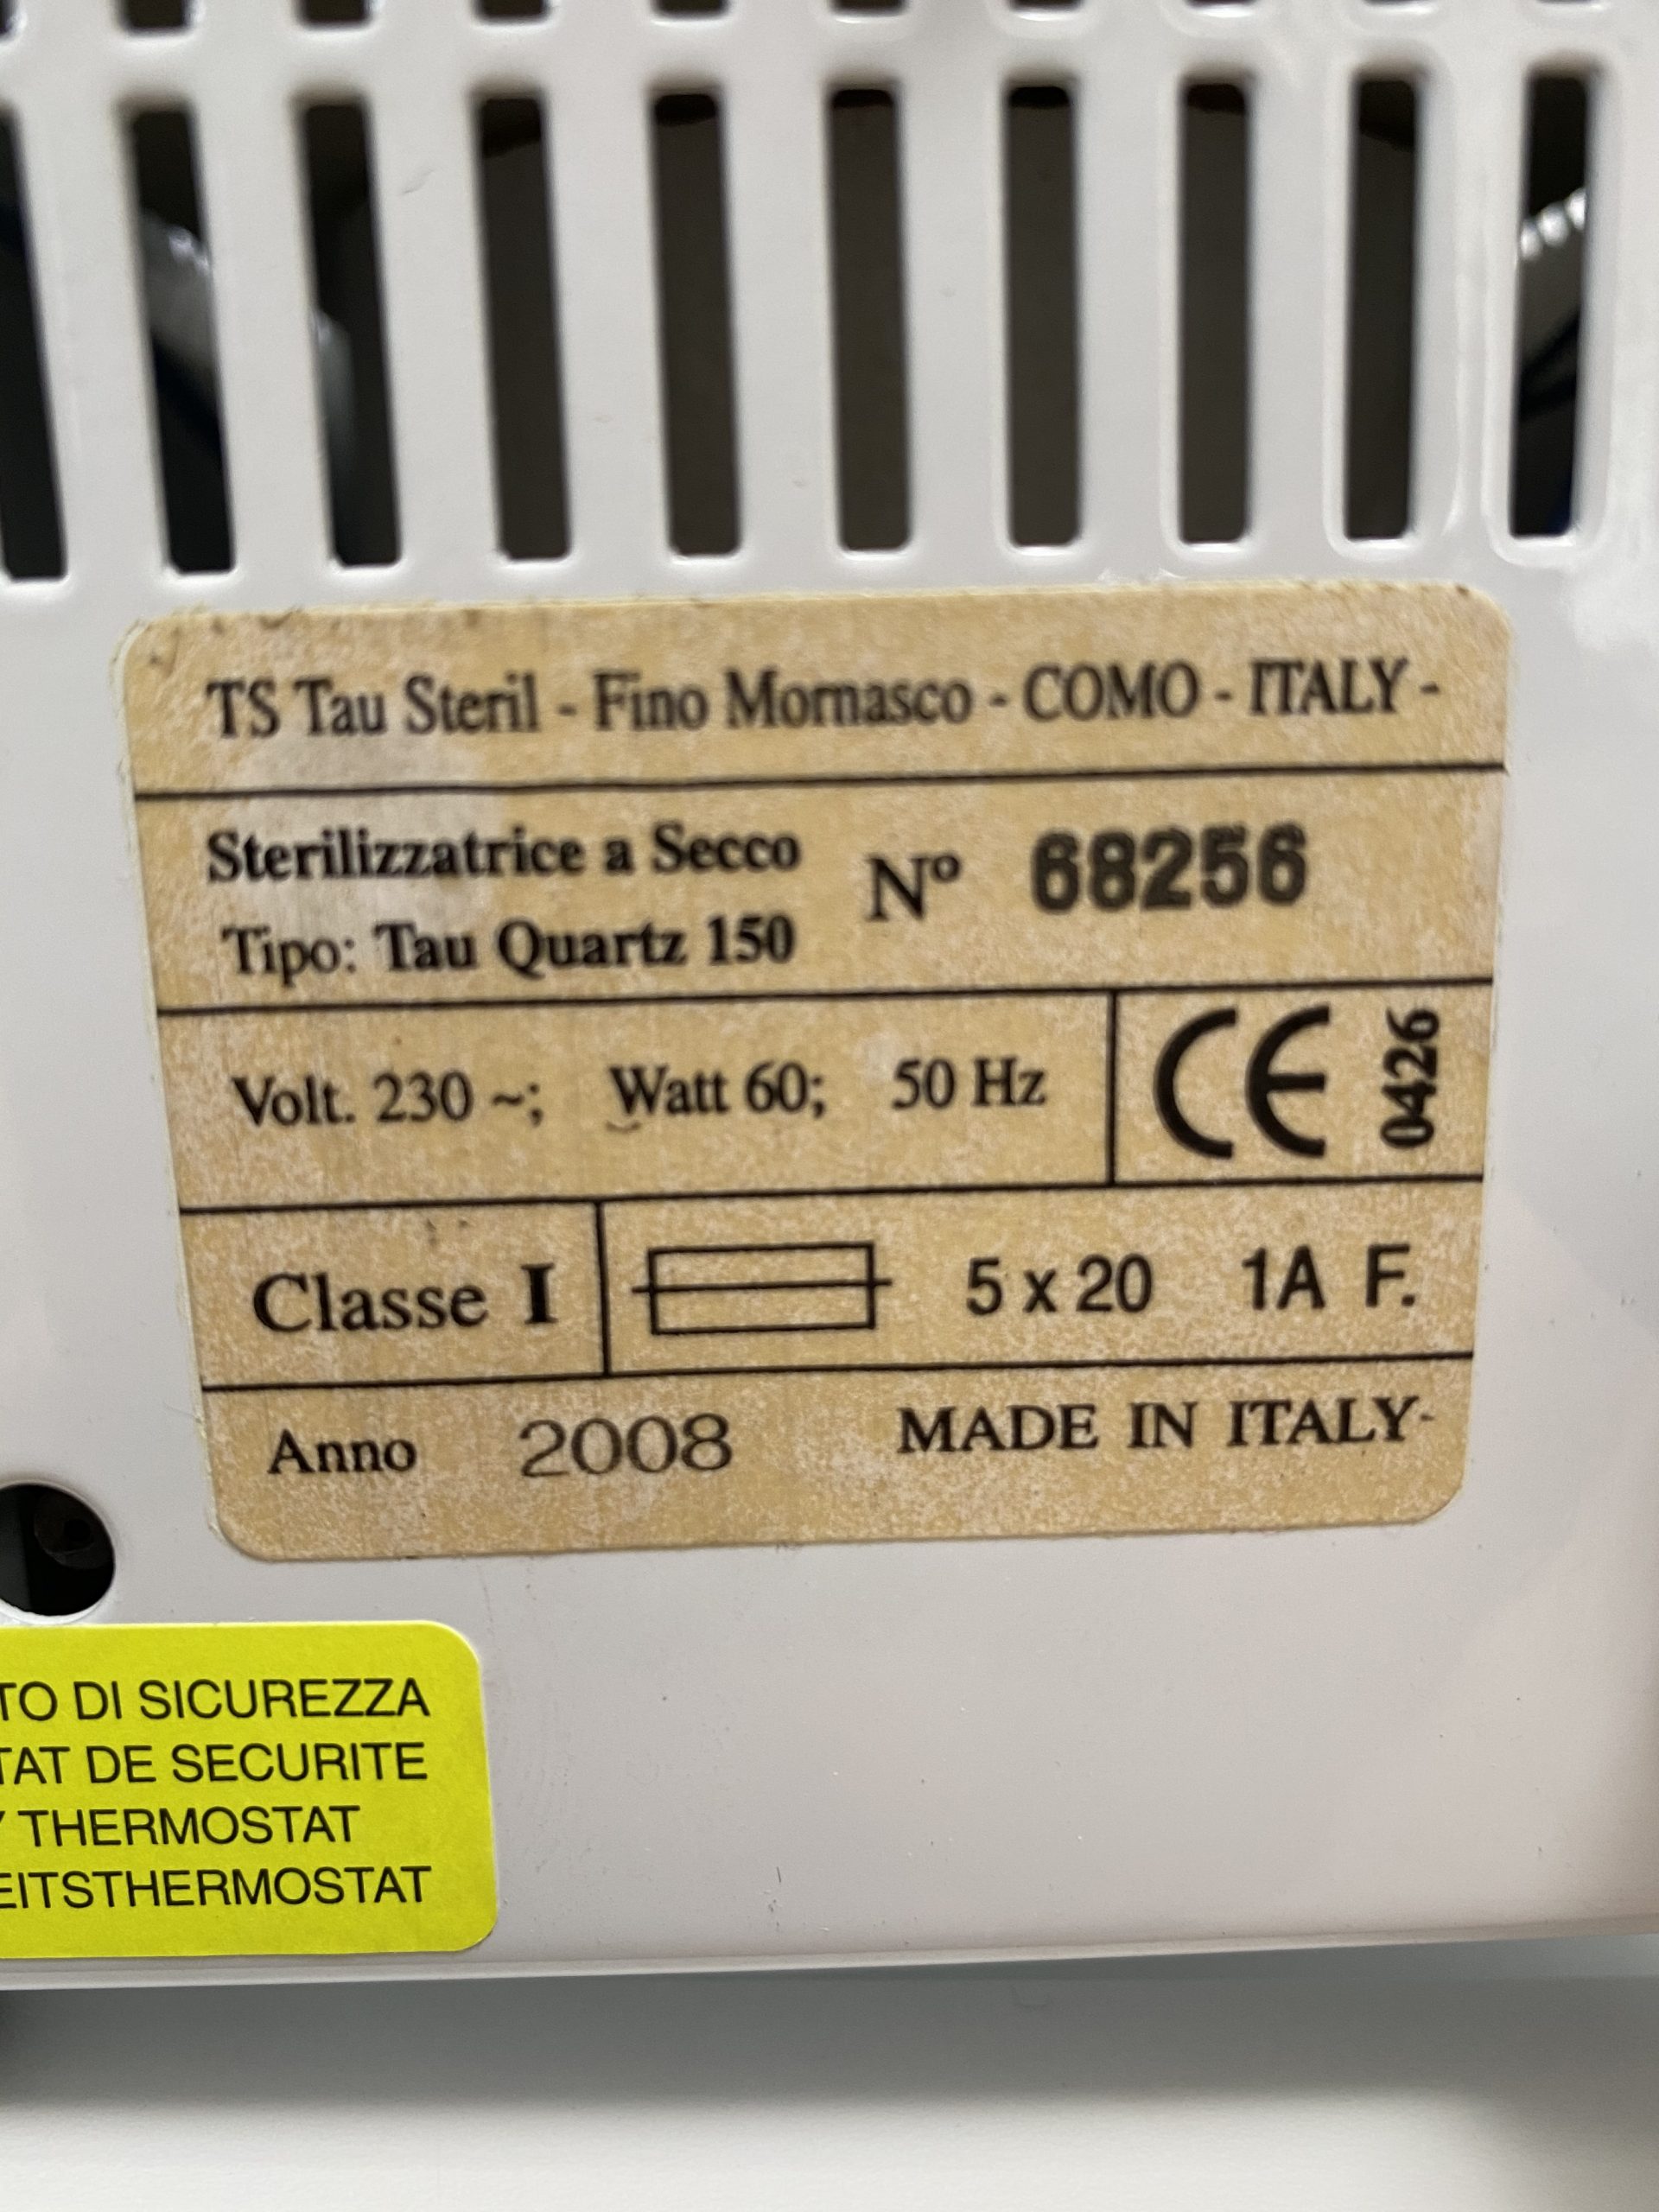 TS Tau Steril - Fino Mornasco - COMO - ITALY -
Sterilizzatrice a Secco
Tipo: Tau Quartz 150
Nº 68256
Volt. 230 ~; Watt 60; 50 Hz
CE 0426
Classe I
5 x 20 1A F.
Anno 2008 MADE IN ITALY-
TO DI SICUREZZA
TAT DE SECURITE
Y THERMOSTAT
EITSTHERMOSTAT